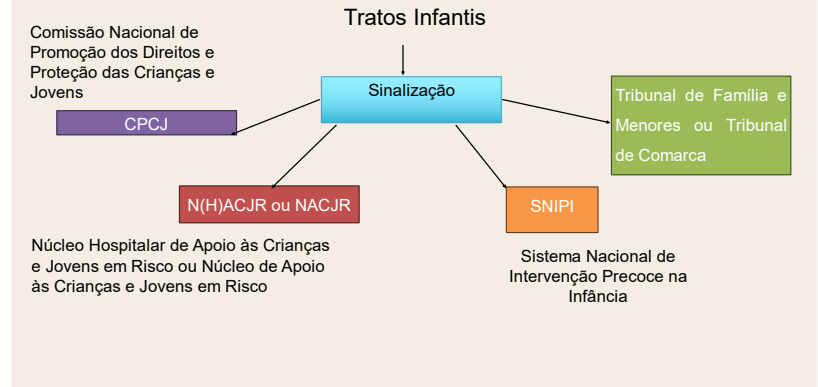 Tratos Infantis
Comissão Nacional de
Promoção dos Direitos e
Proteção das Crianças e
Jovens
Sinalização
CPCJ
Tribunal de Família e
Menores ou Tribunal
de Comarca
N(H)ACJR ou NACJR
SNIPI
Núcleo Hospitalar de Apoio às Crianças
e Jovens em Risco ou Núcleo de Apoio
às Crianças e Jovens em Risco
Sistema Nacional de
Intervenção Precoce na
Infância